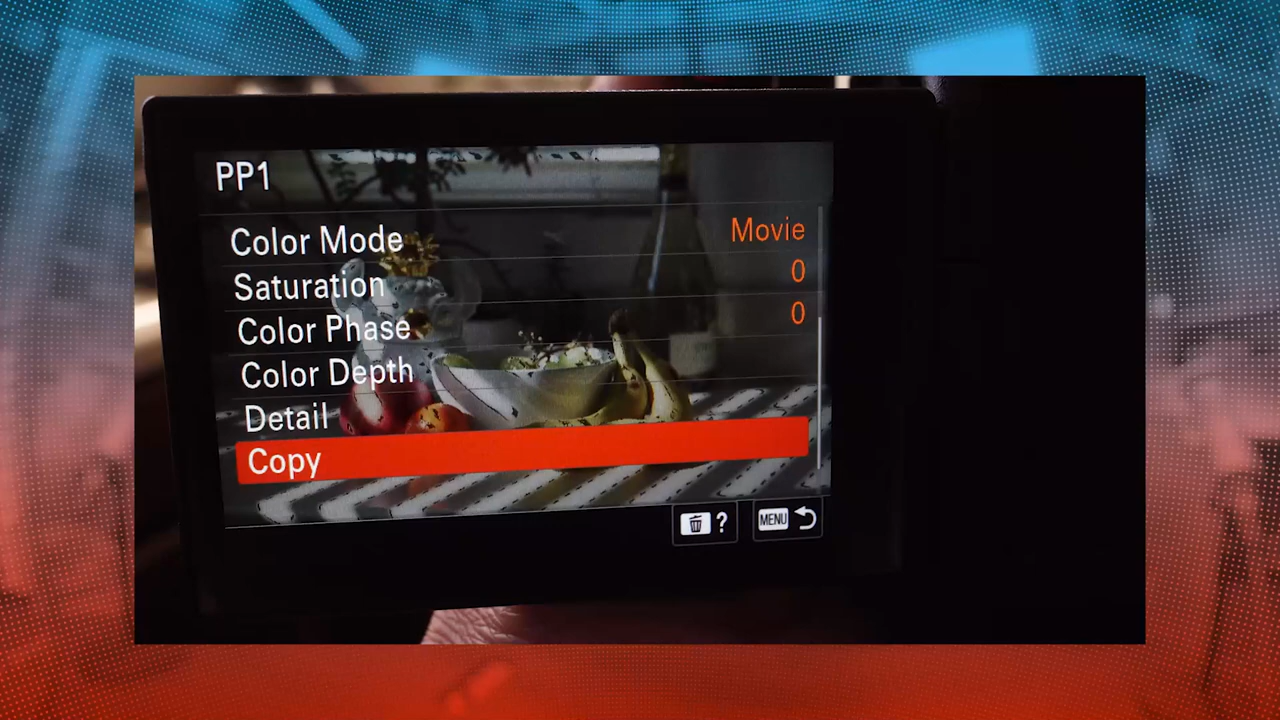 PP1
Color Mode Movie
Saturation 0
Color Phase 0
Color Depth
Detail
Copy
? MENU